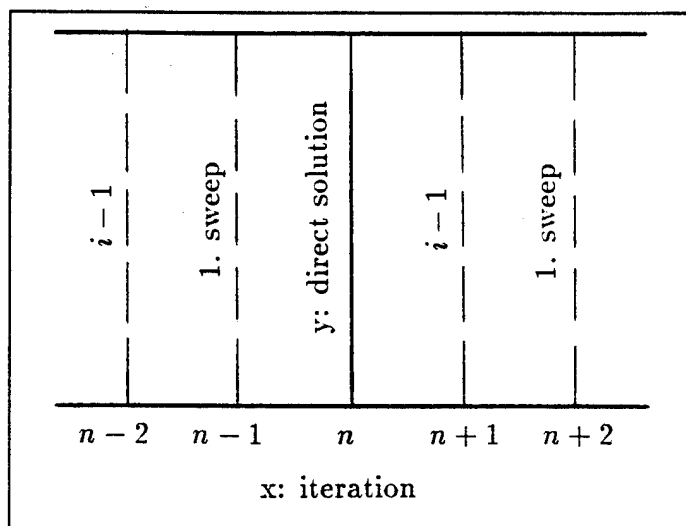 i − 1
1. sweep
y: direct solution
i − 1
1. sweep
n − 2 n − 1 n n + 1 n + 2
x: iteration